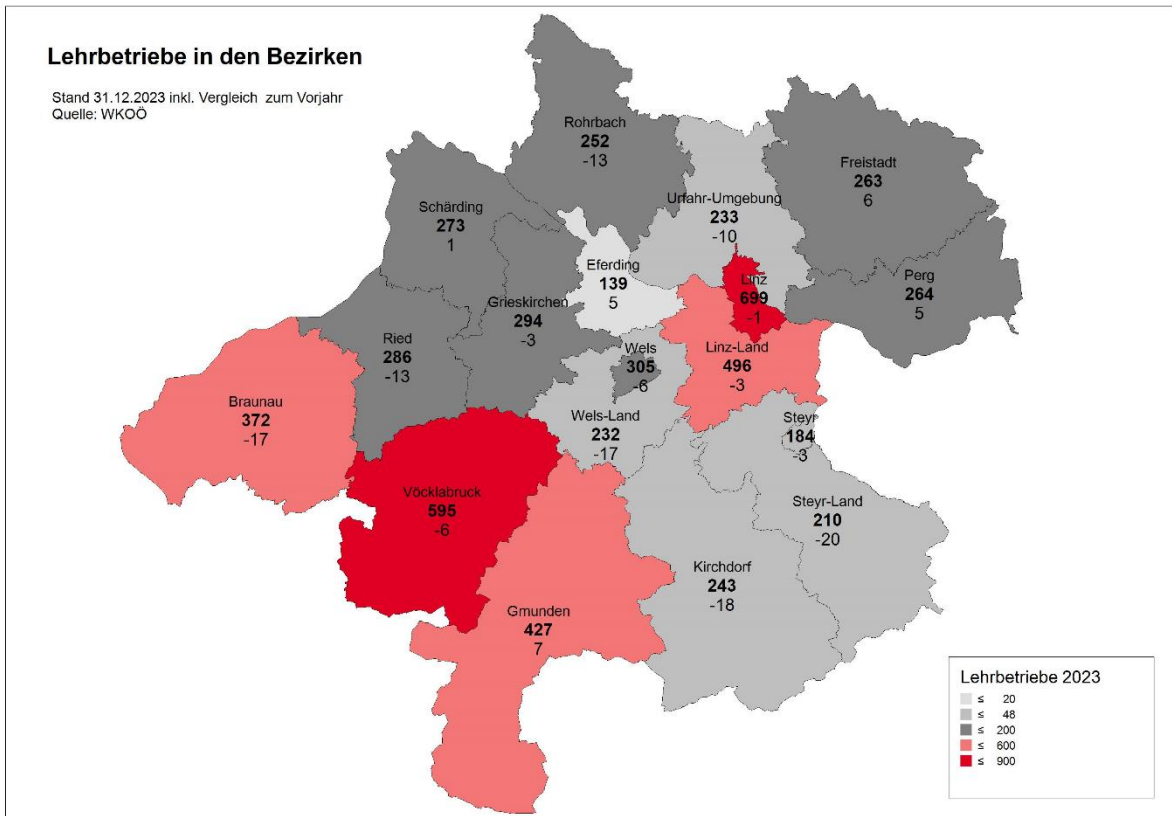 Lehrbetriebe in den Bezirken
Stand 31.12.2023 inkl. Vergleich zum Vorjahr
Quelle: WKOÖ
Rohrbach
252
-13
Freistadt
263
6
Urfahr-Umgebung
233
-10
Schärding
273
1
Eferding
139
5
Linz
699
-1
Perg
264
5
Grieskirchen
294
-3
Ried
286
-13
Wels
305
-6
Linz-Land
496
-3
Braunau
372
-17
Wels-Land
232
-17
Steyr
184
-3
Vöcklabruck
595
-6
Steyr-Land
210
-20
Kirchdorf
243
-18
Gmunden
427
7
Lehrbetriebe 2023
≤ 20
≤ 48
≤ 200
≤ 600
≤ 900